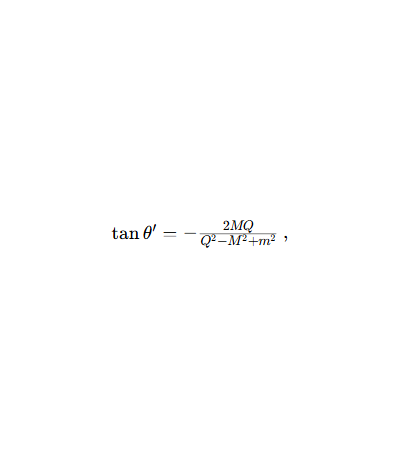 tan θ′ = − 2MQ / Q² − M² + m² ,